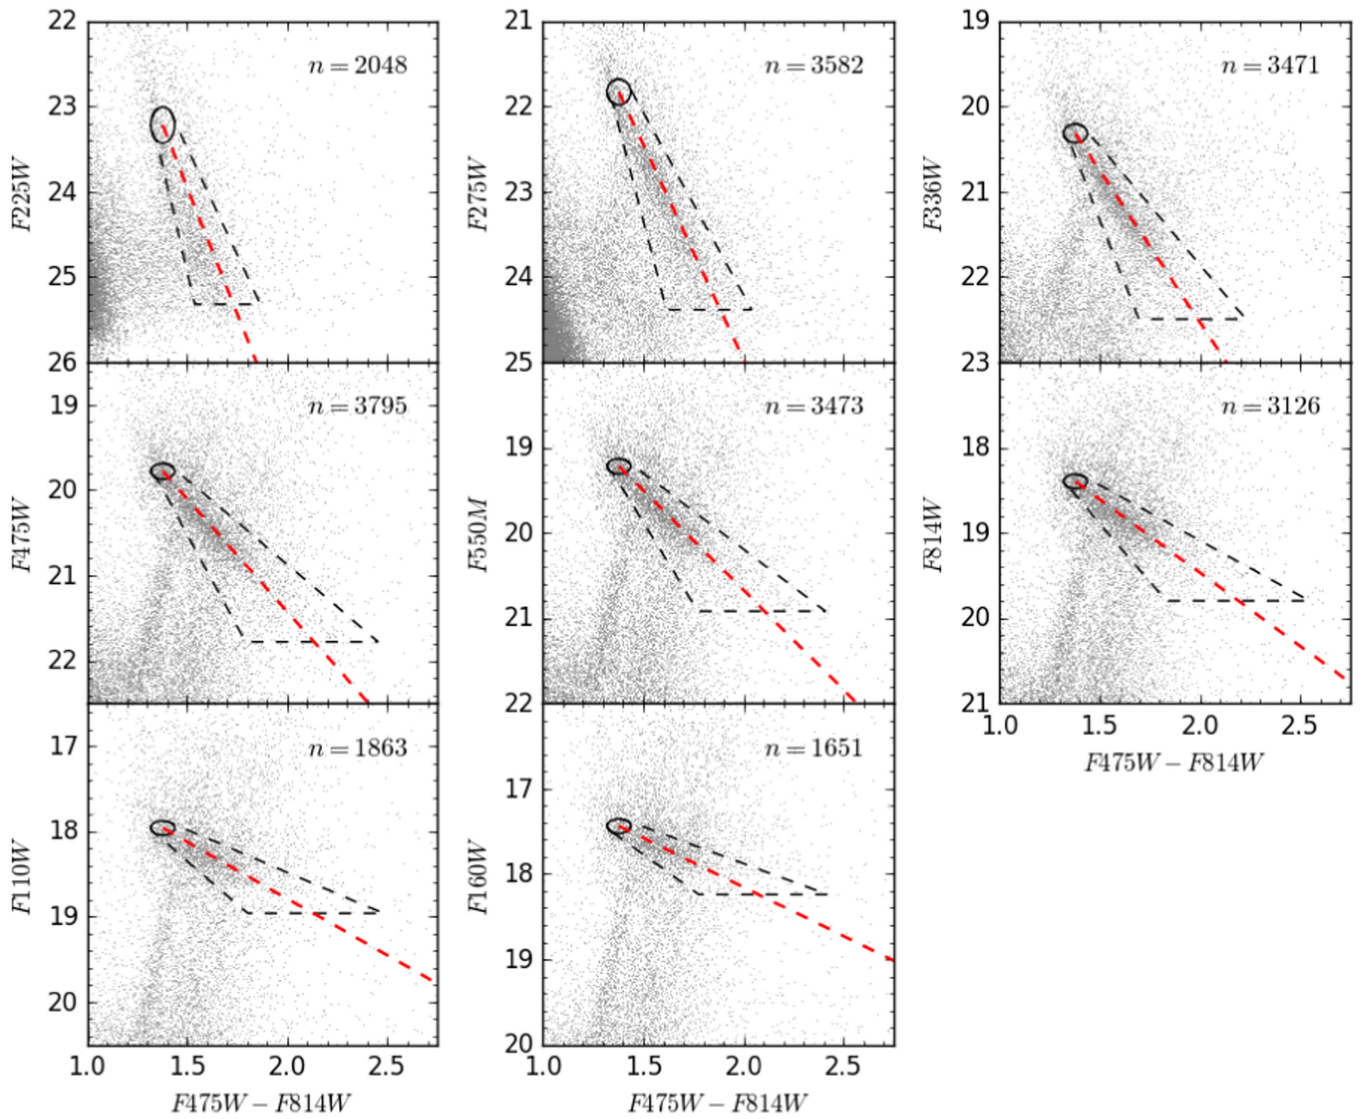 22
23
24
25
26
F225W
n = 2048
21
22
23
24
25
F275W
n = 3582
19
20
21
22
23
F336W
n = 3471
19
20
21
22
F475W
n = 3795
19
20
21
22
F550M
n = 3473
18
19
20
21
F814W
n = 3126
1.0 1.5 2.0 2.5
F475W − F814W
17
18
19
20
F110W
n = 1863
1.0 1.5 2.0 2.5
F475W − F814W
17
18
19
20
F160W
n = 1651
1.0 1.5 2.0 2.5
F475W − F814W